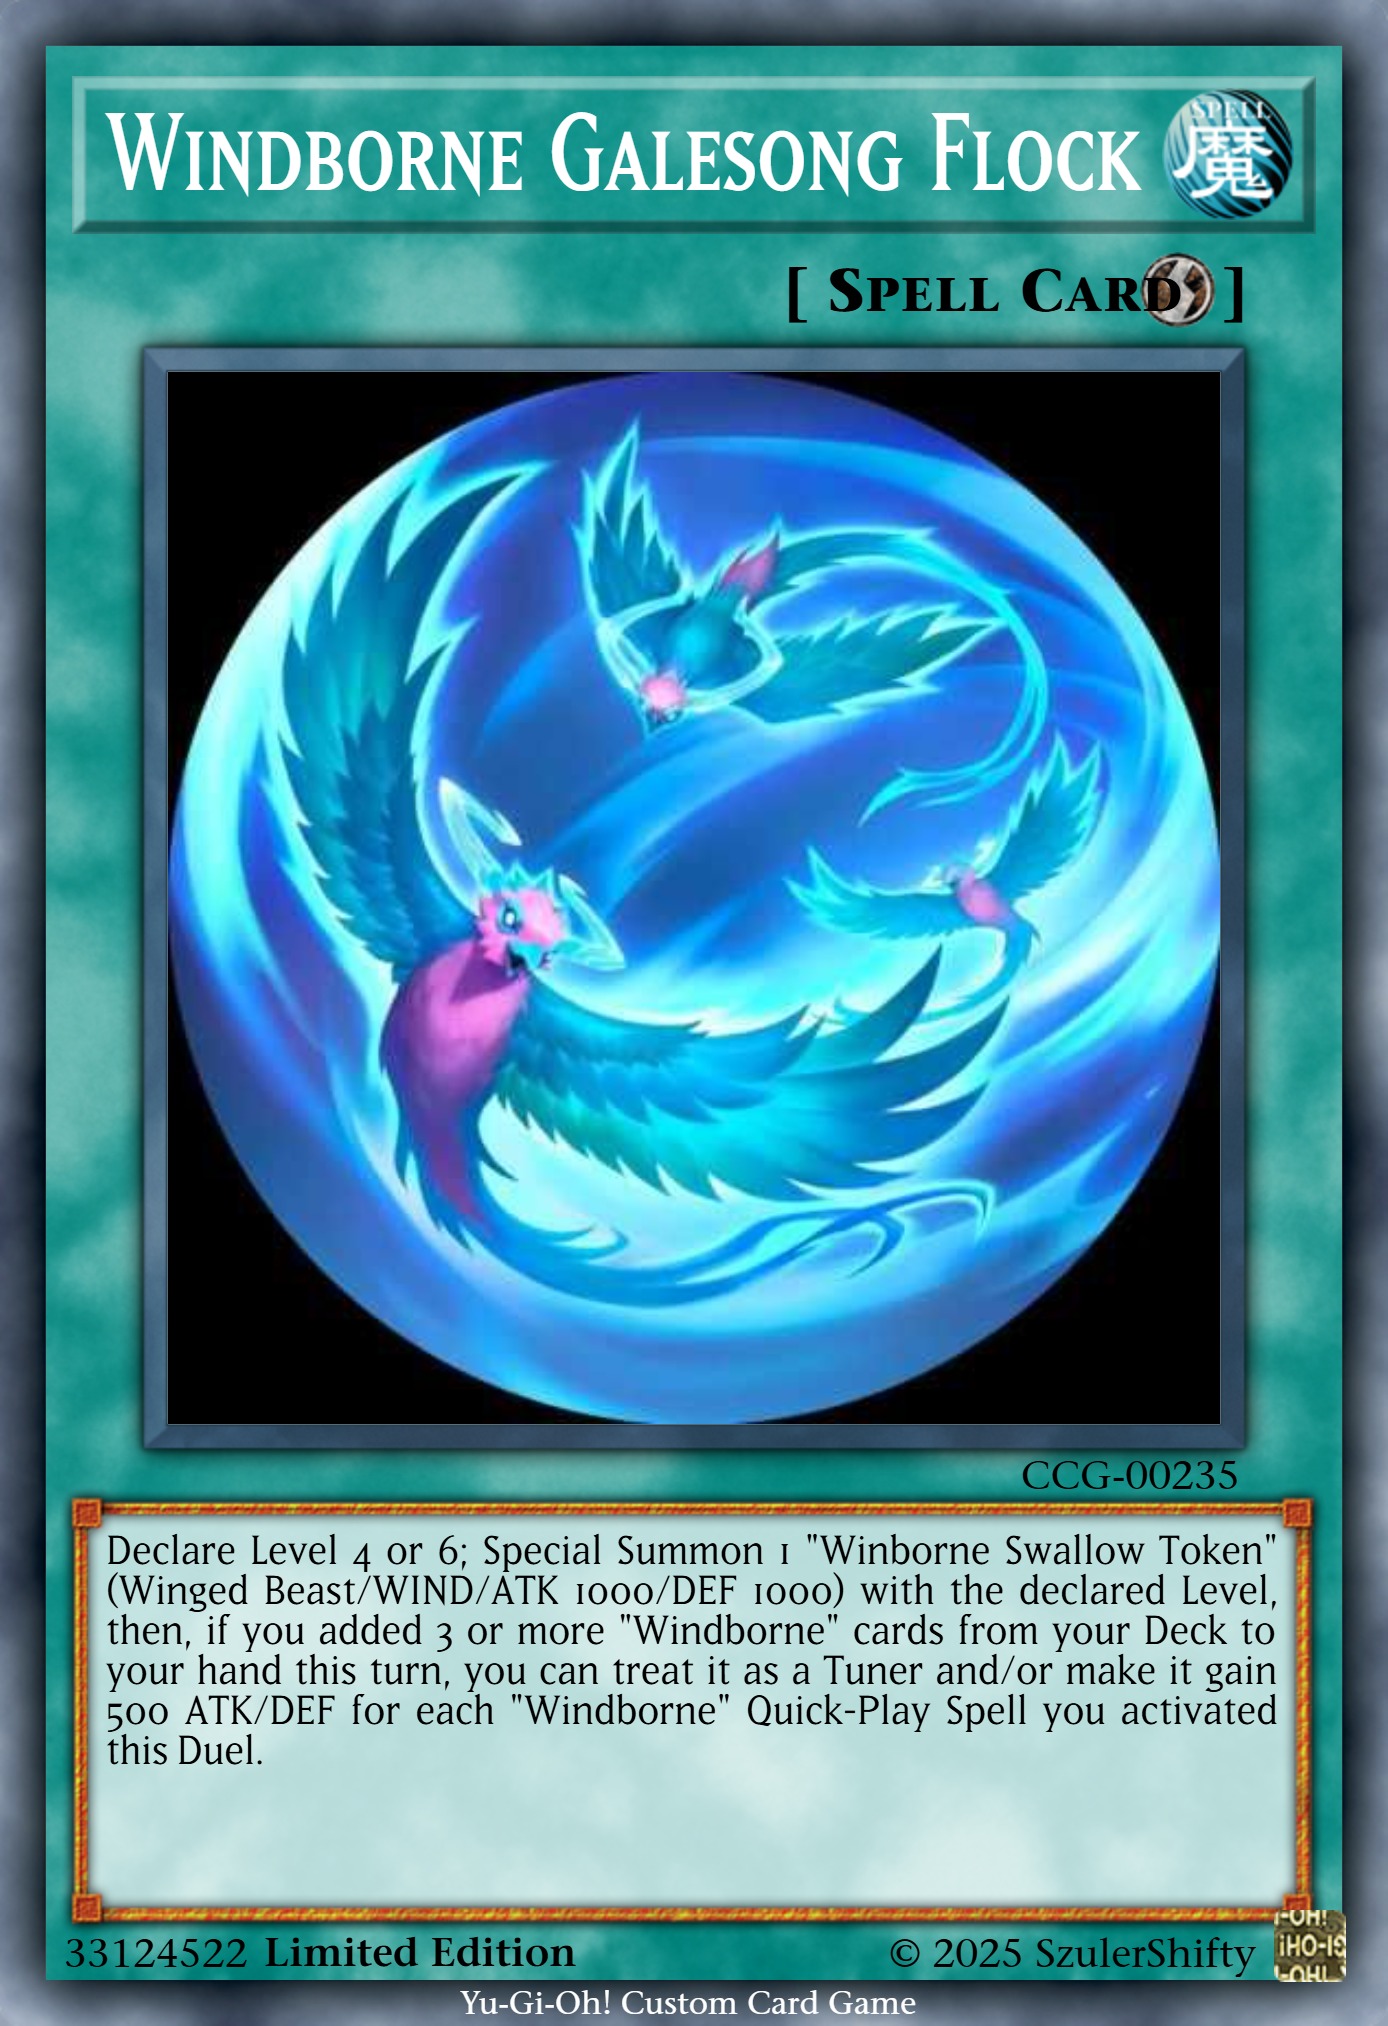 WINDBORNE GALESONG FLOCK
SPELL
魔
[ SPELL CARD ]
CCG-00235
Declare Level 4 or 6; Special Summon 1 "Winborne Swallow Token"
(Winged Beast/WIND/ATK 1000/DEF 1000) with the declared Level,
then, if you added 3 or more "Windborne" cards from your Deck to
your hand this turn, you can treat it as a Tuner and/or make it gain
500 ATK/DEF for each "Windborne" Quick-Play Spell you activated
this Duel.
33124522 Limited Edition
© 2025 SzulerShifty
Yu-Gi-Oh! Custom Card Game